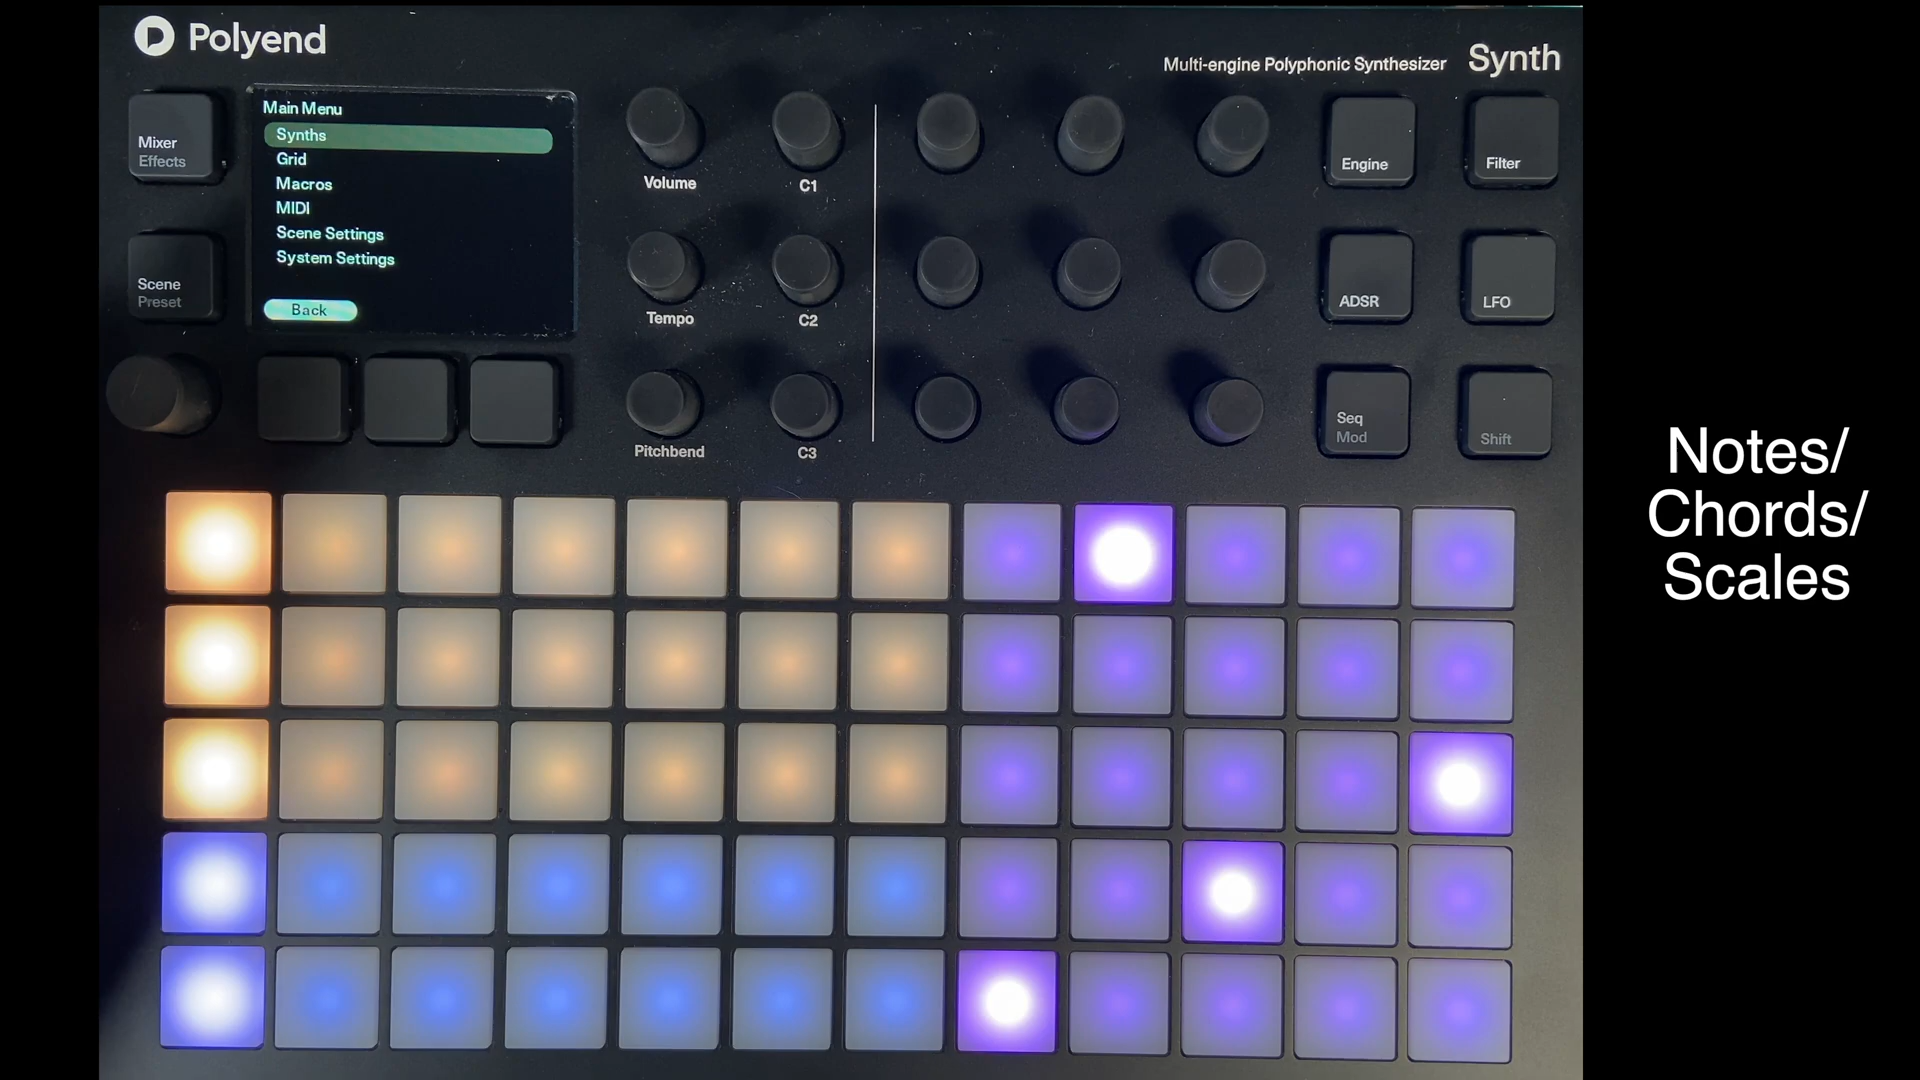 Polyend
Multi-engine Polyphonic Synthesizer Synth
Mixer
Effects
Main Menu
Synths
Grid
Macros
MIDI
Scene Settings
System Settings
Back
Scene
Preset
Volume
C1
Tempo
C2
Pitchbend
C3
Engine
Filter
ADSR
LFO
Seq
Mod
Shift
Notes/
Chords/
Scales